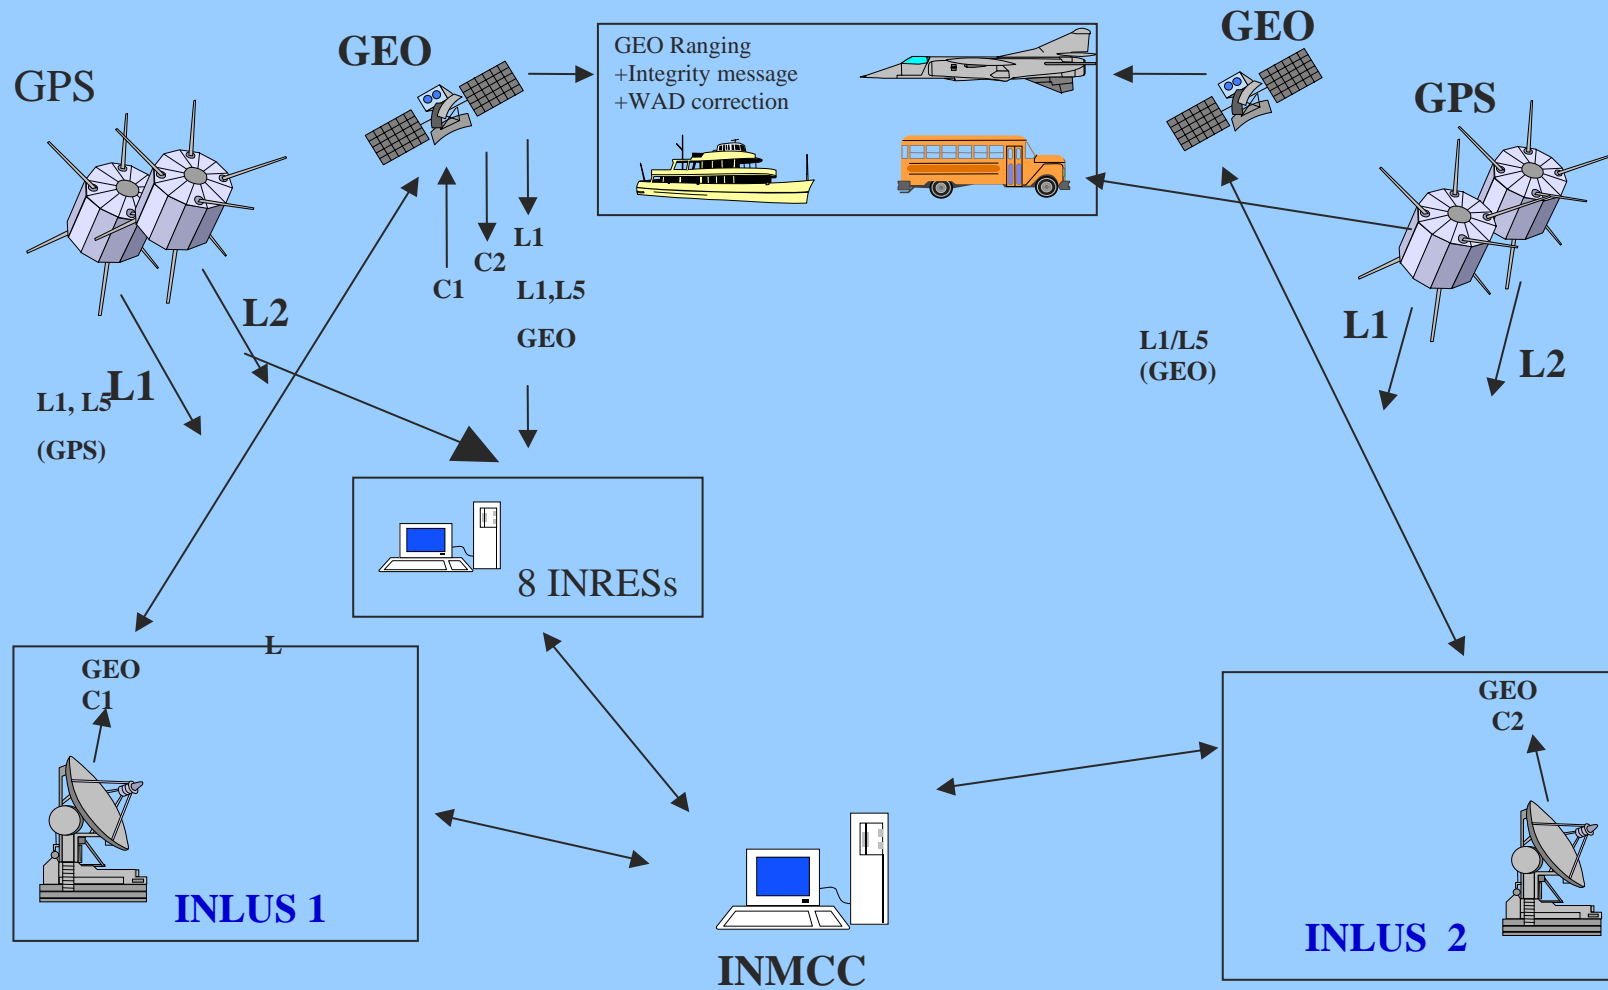 GPS
GEO
GEO Ranging
+Integrity message
+WAD correction
GEO
GPS
L1
C2
C1
L1,L5
GEO
L2
L1
L1, L5
(GPS)
L1/L5
(GEO)
L1
L2
8 INRESs
L
GEO
C1
INLUS 1
GEO
C2
INLUS 2
INMCC